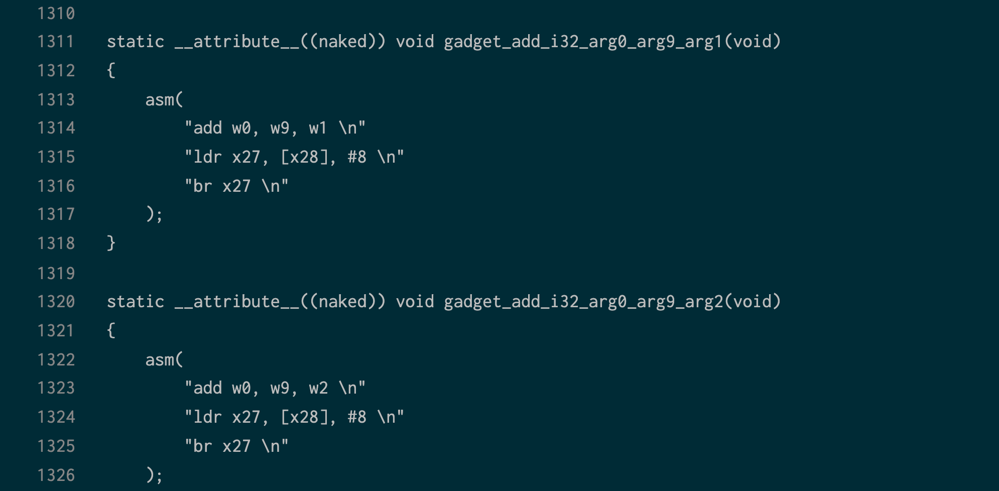 1310
1311 static __attribute__((naked)) void gadget_add_i32_arg0_arg9_arg1(void)
1312 {
1313     asm(
1314         "add w0, w9, w1 \n"
1315         "ldr x27, [x28], #8 \n"
1316         "br x27 \n"
1317     );
1318 }
1319
1320 static __attribute__((naked)) void gadget_add_i32_arg0_arg9_arg2(void)
1321 {
1322     asm(
1323         "add w0, w9, w2 \n"
1324         "ldr x27, [x28], #8 \n"
1325         "br x27 \n"
1326     );